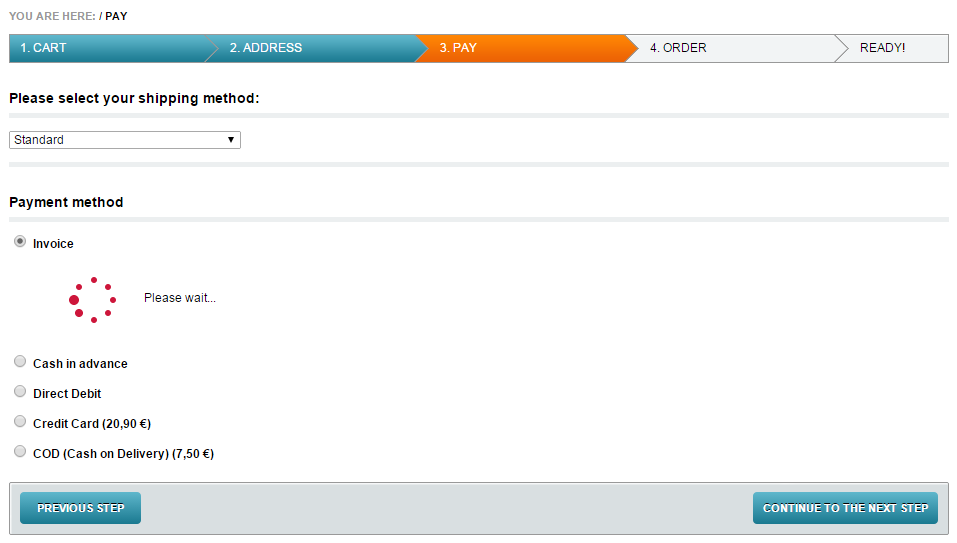 YOU ARE HERE: / PAY
1. CART 2. ADDRESS 3. PAY 4. ORDER READY!
Please select your shipping method:
Standard
Payment method
Invoice
Please wait...
Cash in advance
Direct Debit
Credit Card (20,90 €)
COD (Cash on Delivery) (7,50 €)
PREVIOUS STEP CONTINUE TO THE NEXT STEP